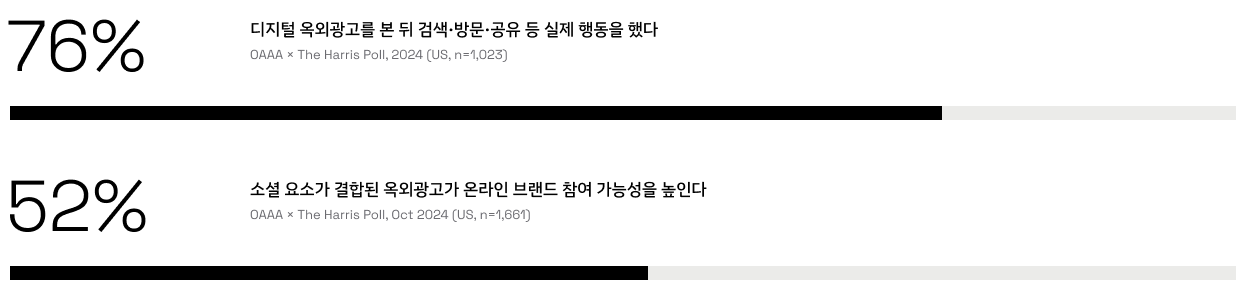 76%
디지털 옥외광고를 본 뒤 검색·방문·공유 등 실제 행동을 했다
OAAA × The Harris Poll, 2024 (US, n=1,023)
52%
소셜 요소가 결합된 옥외광고가 온라인 브랜드 참여 가능성을 높인다
OAAA × The Harris Poll, Oct 2024 (US, n=1,661)